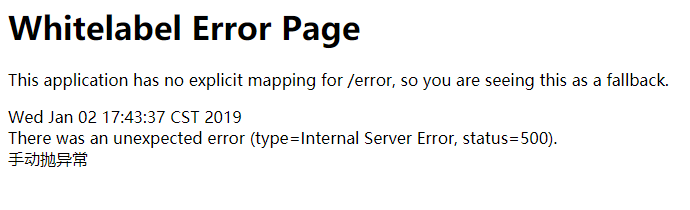 Whitelabel Error Page
This application has no explicit mapping for /error, so you are seeing this as a fallback.
Wed Jan 02 17:43:37 CST 2019
There was an unexpected error (type=Internal Server Error, status=500).
手动抛异常